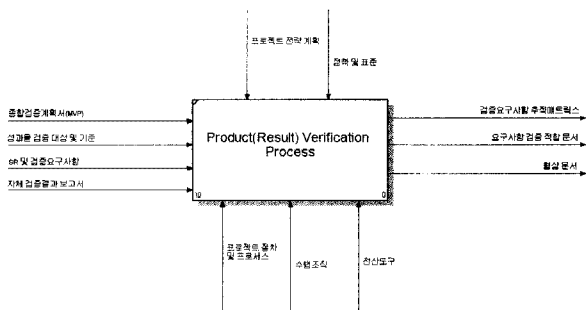 프로젝트 전략 계획
정책 및 표준
종합검증계획서(MVP)
성과물 검증 대상 및 기준
SR 및 검증요구사항
자체 검증결과 보고서
Product(Result) Verification
Process
검증요구사항 추적매트릭스
요구사항 검증 적합 문서
협상 문서
프로젝트 절차
및 프로세스
수행 조직
전산도구
0